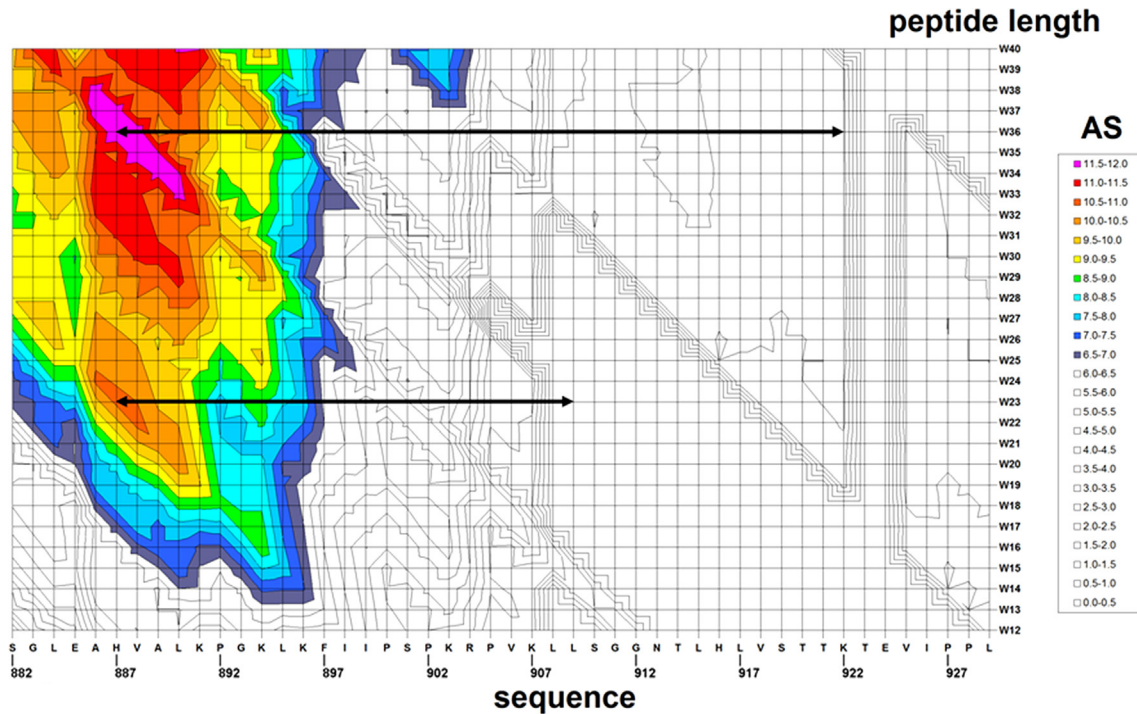 peptide length
W40
W39
W38
W37
W36
W35
W34
W33
W32
W31
W30
W29
W28
W27
W26
W25
W24
W23
W22
W21
W20
W19
W18
W17
W16
W15
W14
W13
W12
AS
11.5-12.0
11.0-11.5
10.5-11.0
10.0-10.5
9.5-10.0
9.0-9.5
8.5-9.0
8.0-8.5
7.5-8.0
7.0-7.5
6.5-7.0
6.0-6.5
5.5-6.0
5.0-5.5
4.5-5.0
4.0-4.5
3.5-4.0
3.0-3.5
2.5-3.0
2.0-2.5
1.5-2.0
1.0-1.5
0.5-1.0
0.0-0.5
S G L E A H V A L K P G K L K F I I P S P K R P V K L L S G G N T L H L V S T T K T E V I P P L
882 887 892 897 902 907 912 917 922 927
sequence